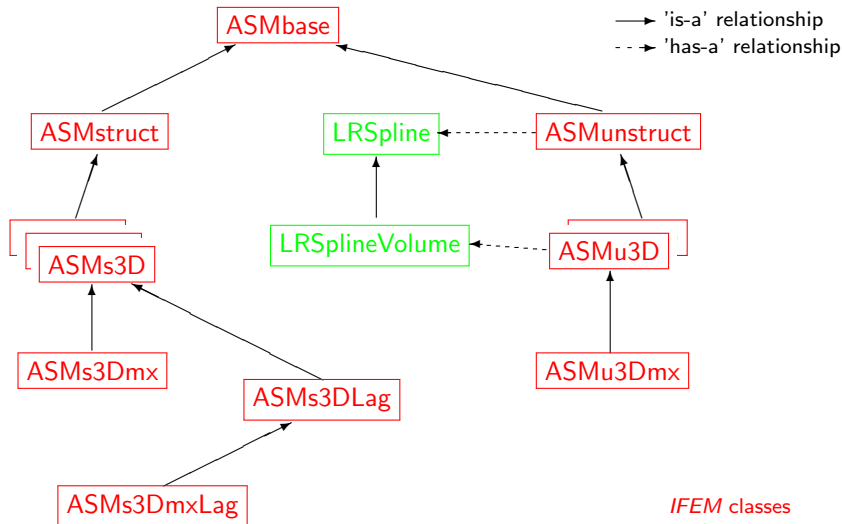 ASMbase
'is-a' relationship
'has-a' relationship
ASMstruct
LRSpline
ASMunstruct
ASMs3D
LRSplineVolume
ASMu3D
ASMs3Dmx
ASMs3DLag
ASMu3Dmx
ASMs3DmxLag
IFEM classes